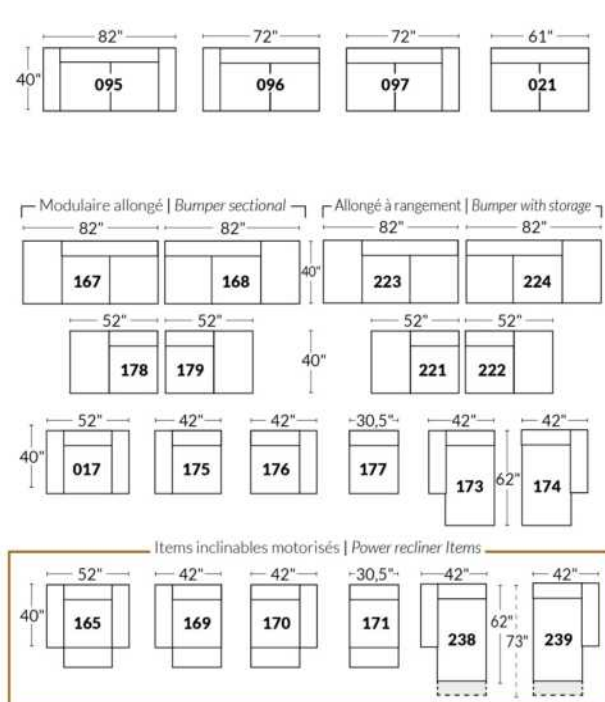 82" 72" 72" 61"
40" 095 096 097 021
Modulaire allongé | Bumper sectional Allongé à rangement | Bumper with storage
82" 82" 82" 82"
167 168 40" 223 224
52" 52" 52" 52"
178 179 40" 221 222
52" 42" 42" 30,5" 42" 42"
40" 017 175 176 177 173 62" 174
Items inclinables motorisés | Power recliner Items
52" 42" 42" 30,5" 42" 42"
40" 165 169 170 171 238 62" 73" 239